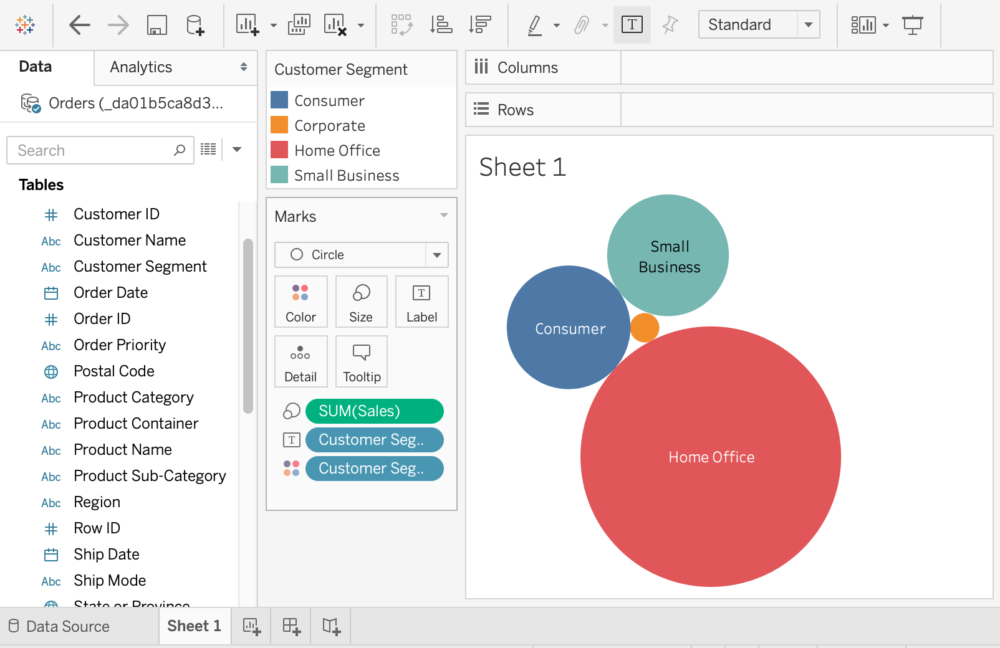 Standard
Data
Analytics
Orders (_da01b5ca8d3...
Search
Tables
Customer ID
Abc Customer Name
Abc Customer Segment
Order Date
Order ID
Abc Order Priority
Postal Code
Abc Product Category
Abc Product Container
Abc Product Name
Abc Product Sub-Category
Abc Region
Row ID
Ship Date
Abc Ship Mode
State or Province
Customer Segment
Consumer
Corporate
Home Office
Small Business
Marks
Circle
Color
Size
T
Label
Detail
Tooltip
SUM(Sales)
T Customer Seg..
Customer Seg..
T
Columns
Rows
Sheet 1
Small
Business
Consumer
Home Office
Data Source
Sheet 1